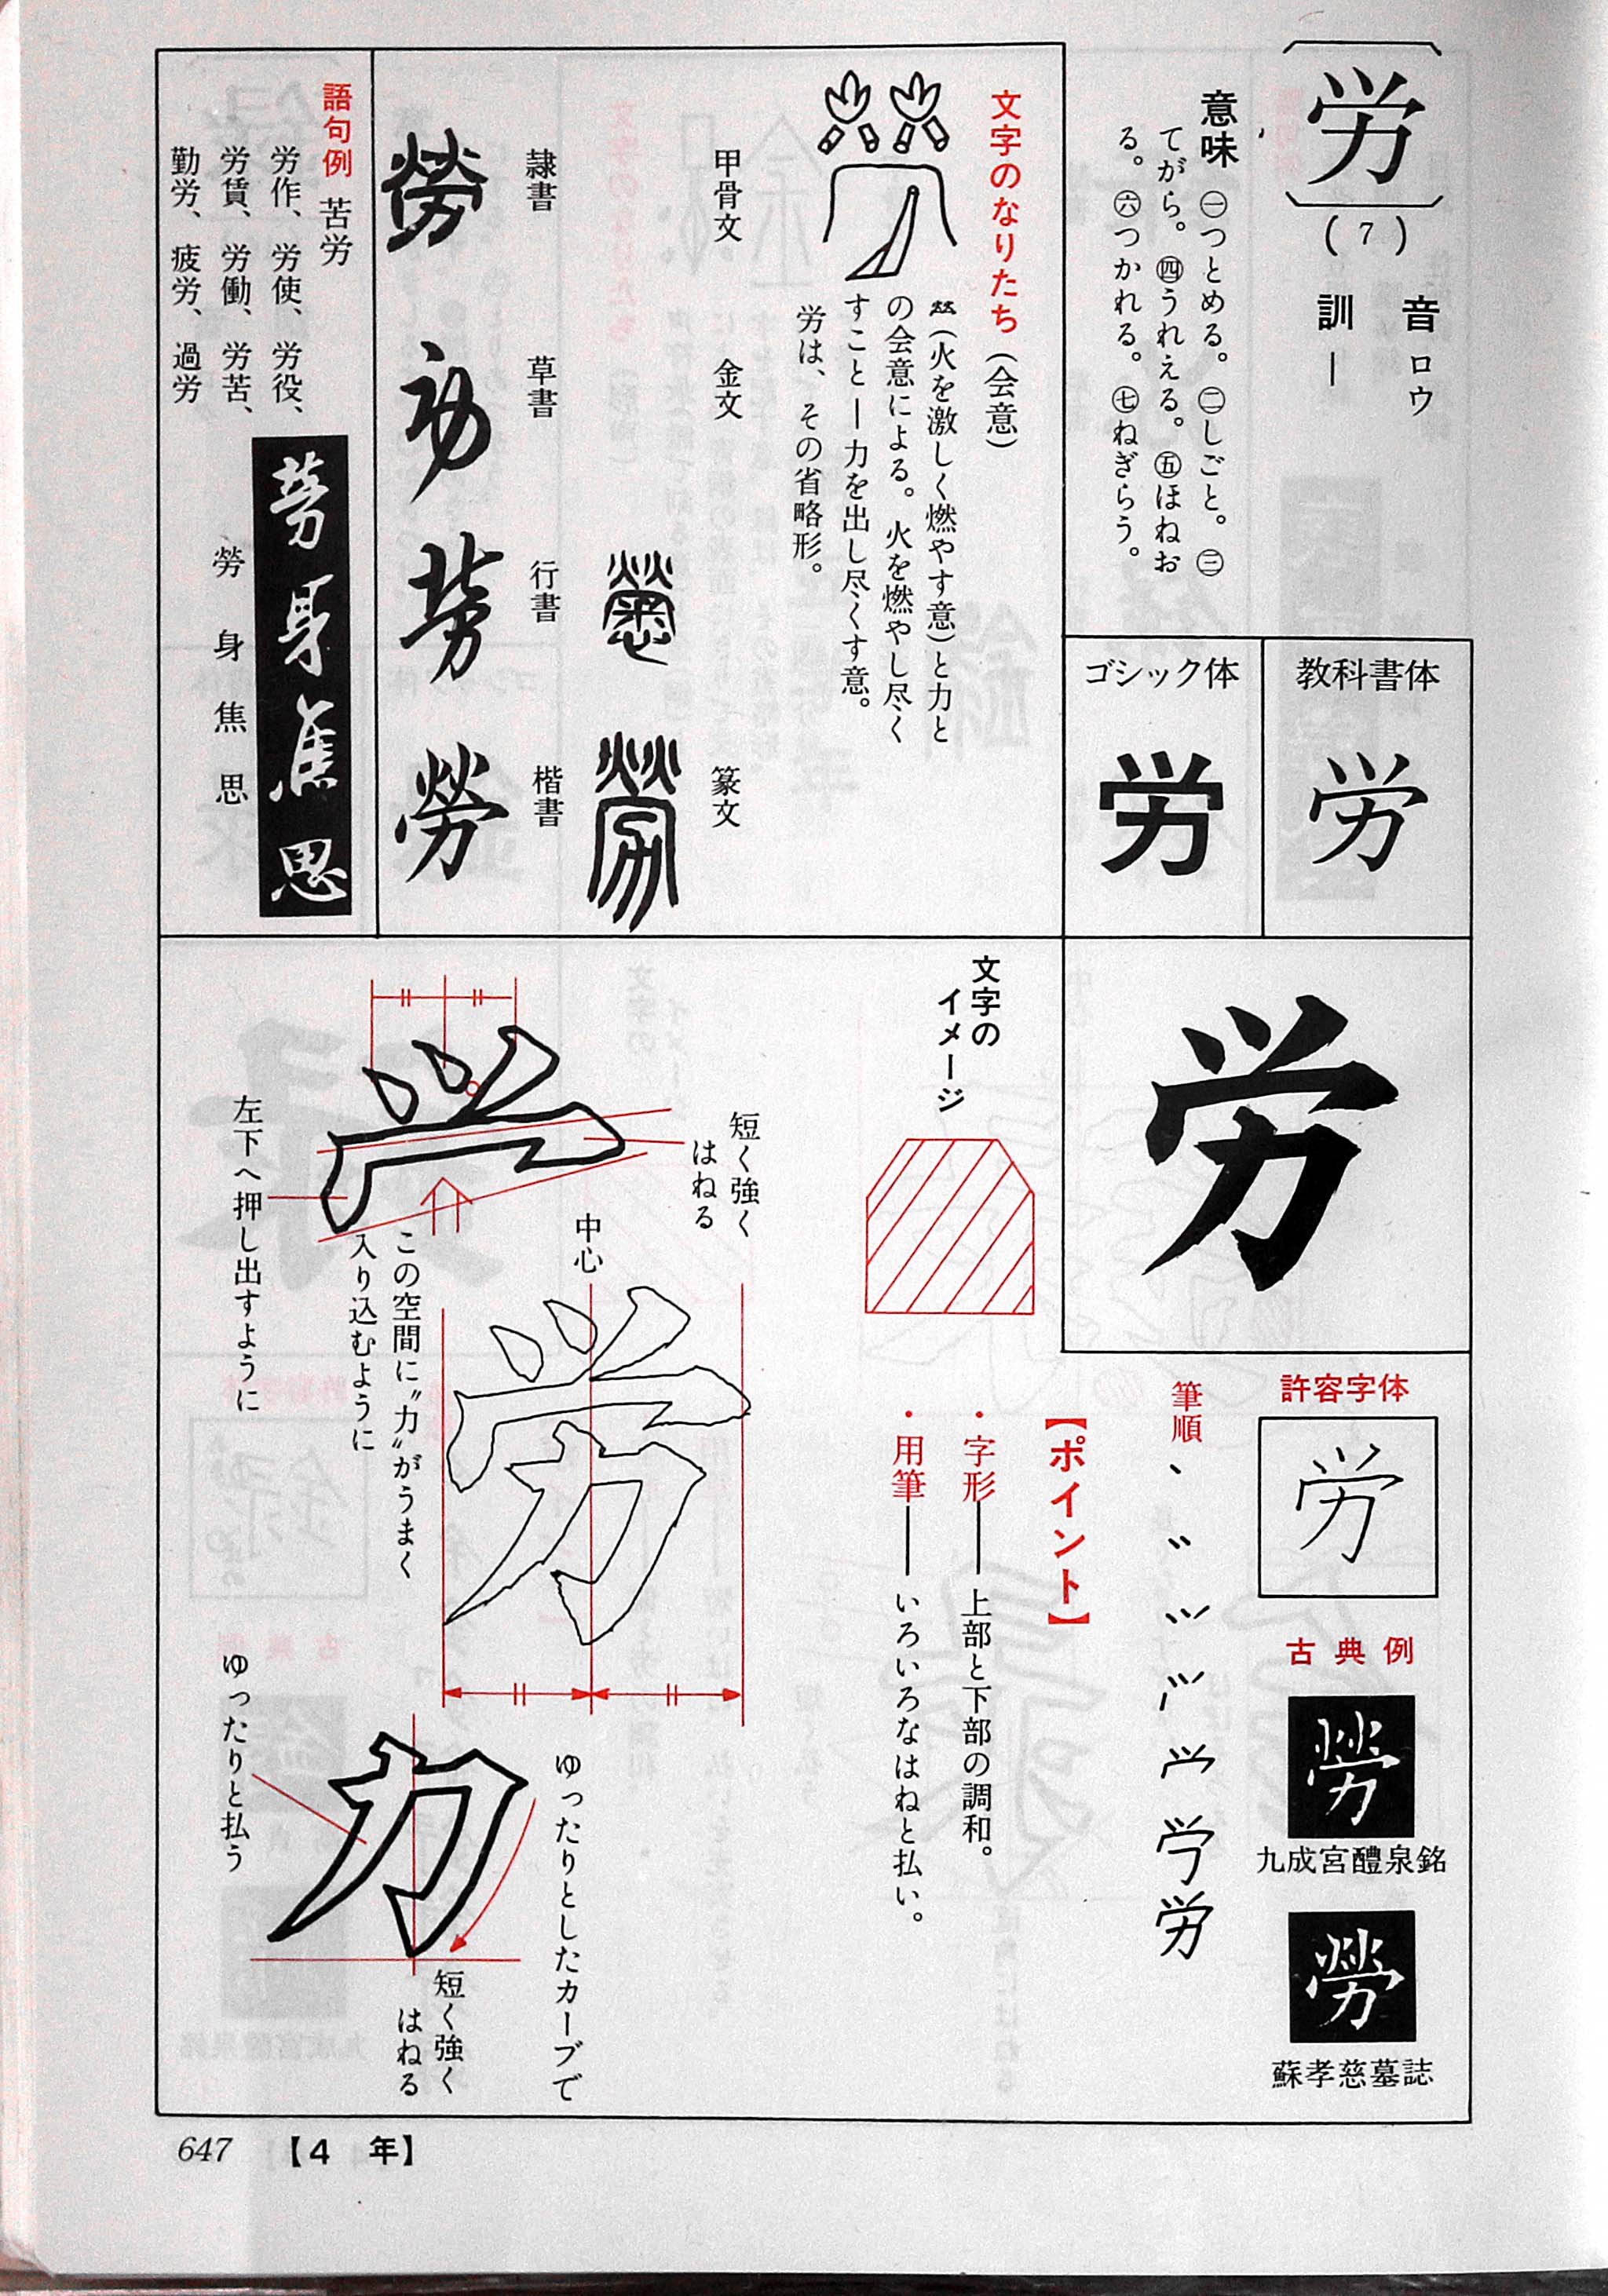 労
(7)
音 ロウ
訓 ー
意味 ㊀つとめる。㊁しごと。㊂
てがら。㊃うれえる。㊄ほねお
る。㊅つかれる。㊆ねぎらう。
教科書体
労
ゴシック体
労
文字のなりたち（会意）
𤇾（火を激しく燃やす意）と力と
の会意による。火を燃やし尽く
すことー力を出し尽くす意。
労は、その省略形。
甲骨文
金文
篆文
隷書
草書
行書
楷書
勞
勞
勞
勞
語句例 苦労
労作、労使、労役、
労賃、労働、労苦、
勤労、疲労、過労
勞身焦思
勞身焦思
労
文字の
イメージ
許容字体
労
古典例
勞
九成宮醴泉銘
勞
蘇孝慈墓誌
筆順
労
【ポイント】
・字形——上部と下部の調和。
・用筆——いろいろなはねと払い。
短く強く
はねる
左下へ押し出すように
この空間に〝力〟がうまく
入り込むように
中心
労
ゆったりと払う
力
ゆったりとしたカーブで
短く強く
はねる
647 【4 年】